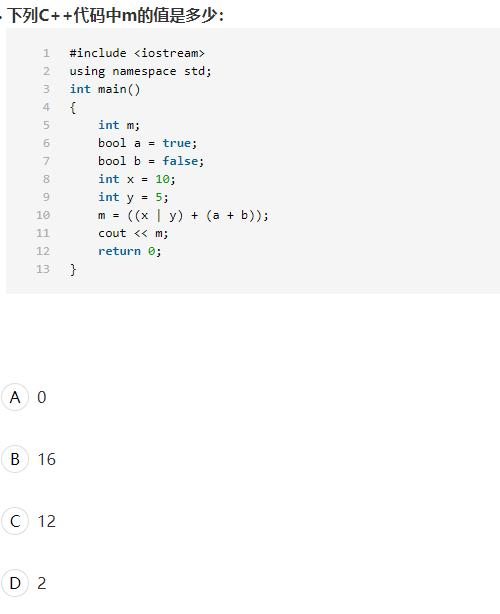 下列C++代码中m的值是多少:
1 #include <iostream>
2 using namespace std;
3 int main()
4 {
5 int m;
6 bool a = true;
7 bool b = false;
8 int x = 10;
9 int y = 5;
10 m = ((x | y) + (a + b));
11 cout << m;
12 return 0;
13 }
A 0
B 16
C 12
D 2